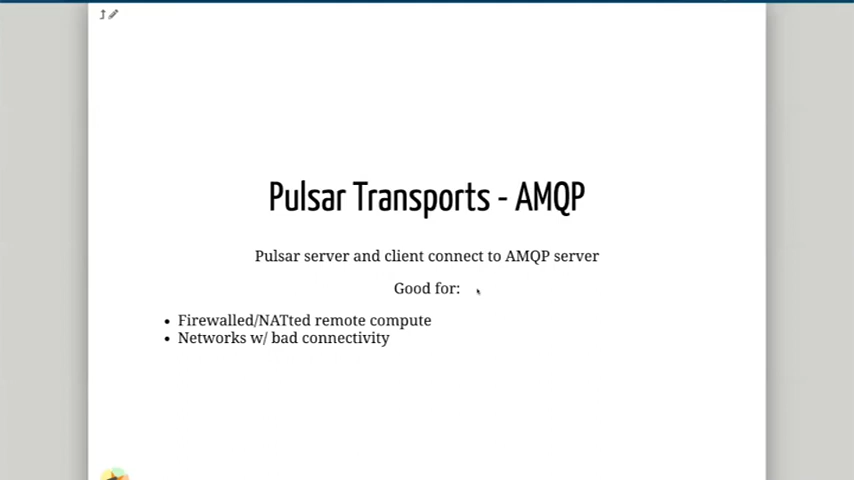 Pulsar Transports - AMQP
Pulsar server and client connect to AMQP server
Good for:
Firewalled/NATted remote compute
Networks w/ bad connectivity